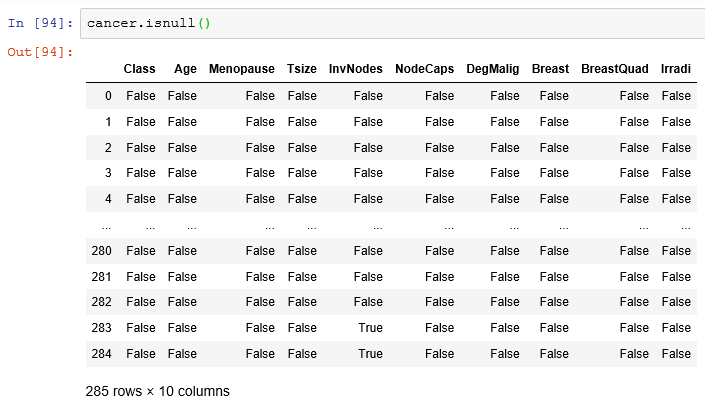 In [94]: cancer.isnull()
Out[94]:
Class Age Menopause Tsize InvNodes NodeCaps DegMalig Breast BreastQuad Irradi
0 False False False False False False False False False False
1 False False False False False False False False False False
2 False False False False False False False False False False
3 False False False False False False False False False False
4 False False False False False False False False False False
... ... ... ... ... ... ... ... ... ... ...
280 False False False False False False False False False False
281 False False False False False False False False False False
282 False False False False False False False False False False
283 False False False False True False False False False False
284 False False False False True False False False False False
285 rows × 10 columns